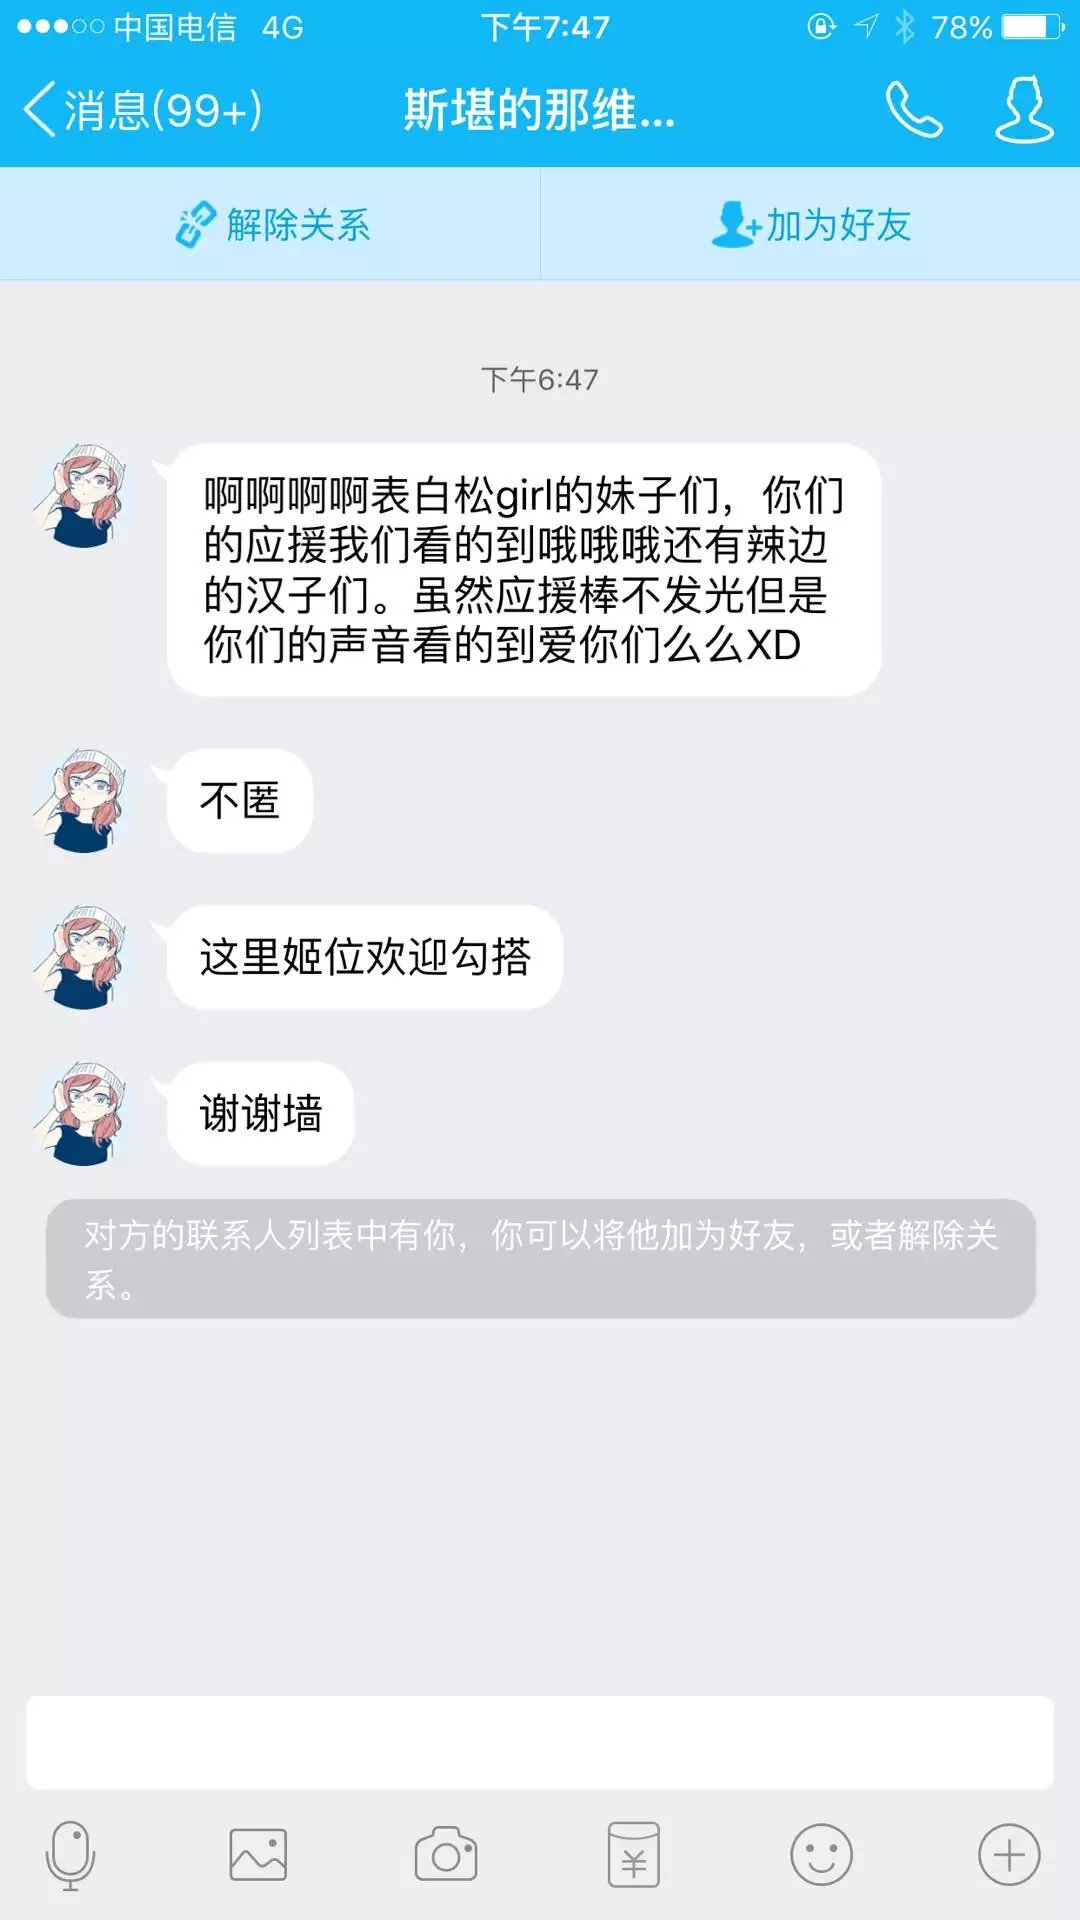 中国电信 4G 下午7:47 78%
消息(99+) 斯堪的那维...
解除关系 加为好友
下午6:47
啊啊啊啊表白松girl的妹子们，你们
的应援我们看的到哦哦哦还有辣边
的汉子们。虽然应援棒不发光但是
你们的声音看的到爱你们么么XD
不匿
这里姬位欢迎勾搭
谢谢墙
对方的联系人列表中有你，你可以将他加为好友，或者解除关
系。